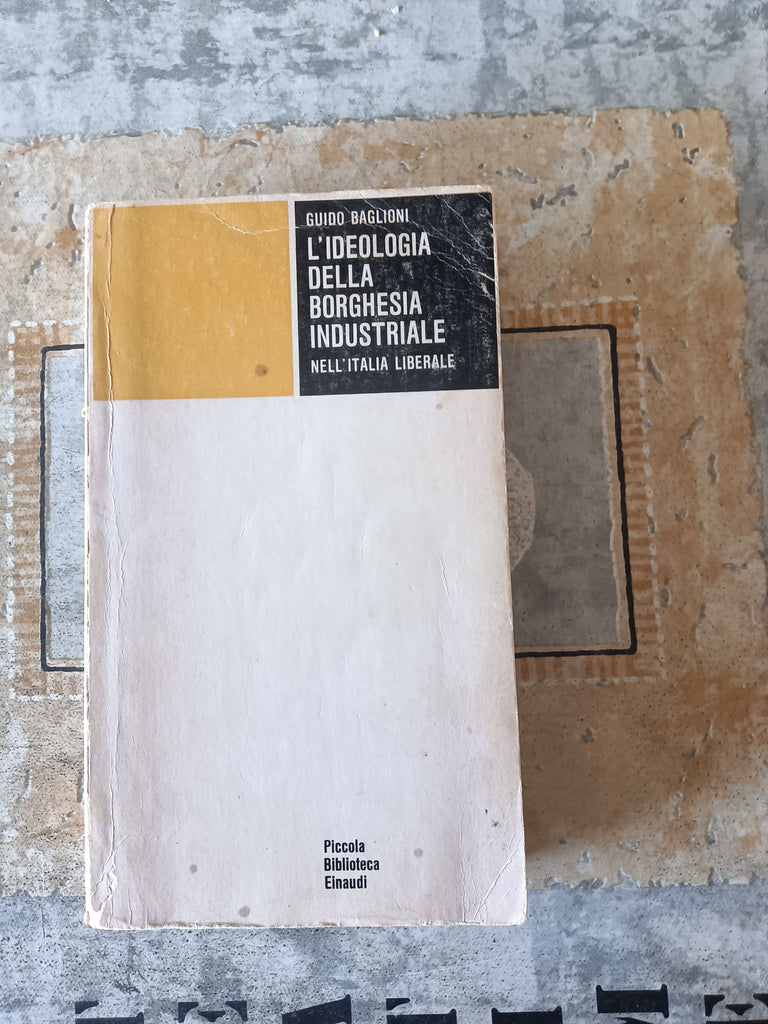 GUIDO BAGLIONI
L'IDEOLOGIA
DELLA
BORGHESIA
INDUSTRIALE
NELL'ITALIA LIBERALE
Piccola
Biblioteca
Einaudi